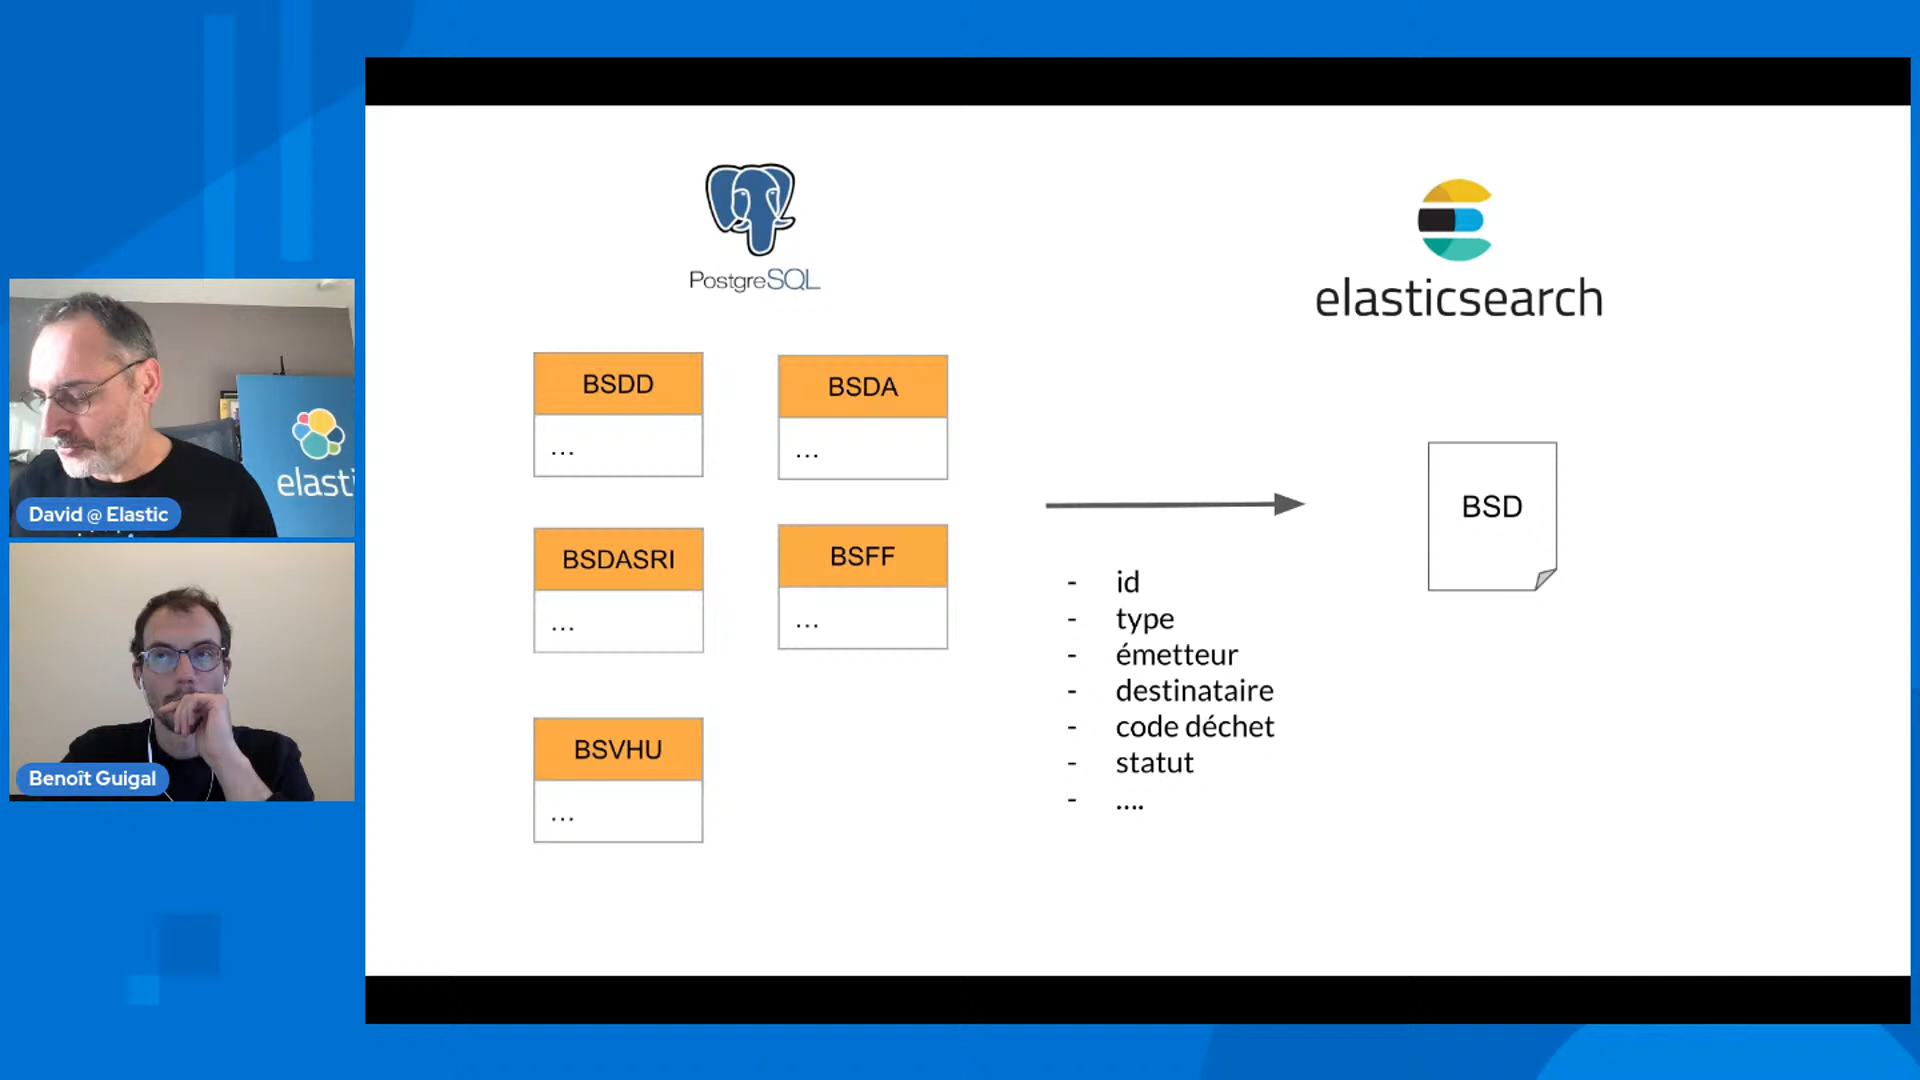 PostgreSQL
elasticsearch
BSDD
...
BSDA
...
BSDASRI
...
BSFF
...
BSVHU
...
- id
- type
- émetteur
- destinataire
- code déchet
- statut
- ....
BSD
elasti
David @ Elastic
Benoît Guigal